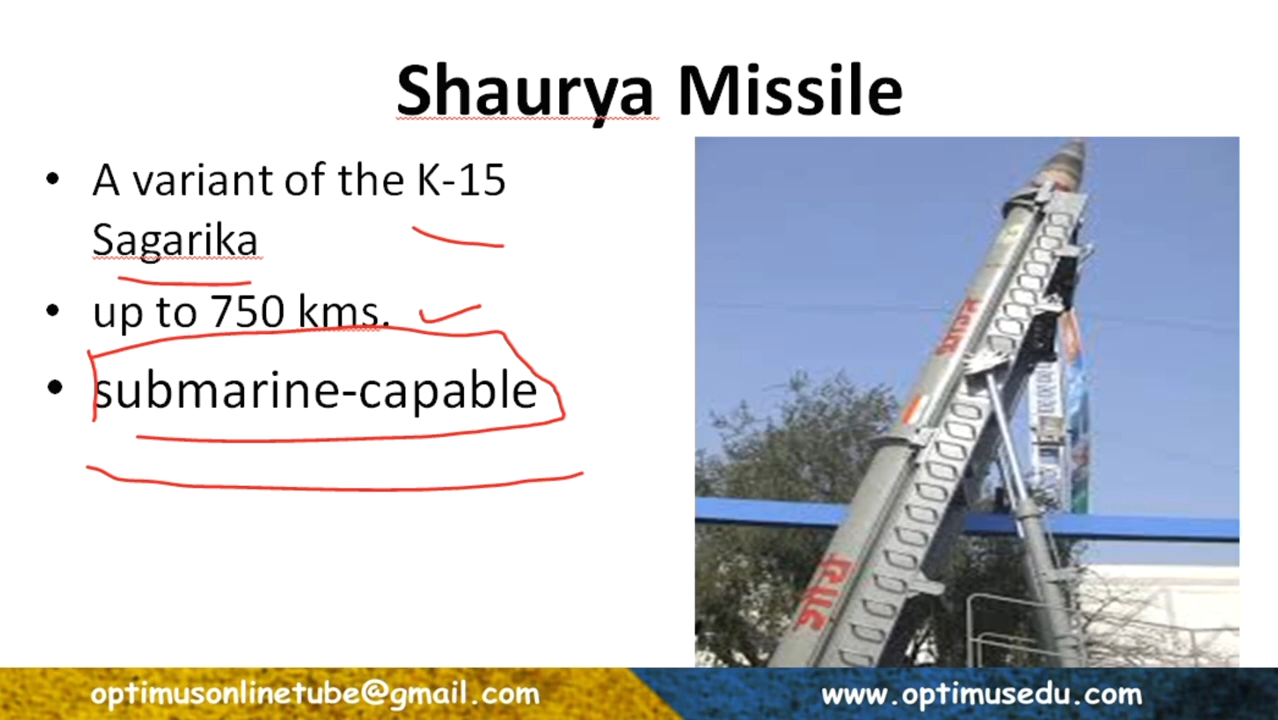 Shaurya Missile
• A variant of the K-15
Sagarika
• up to 750 kms.
• submarine-capable
शौर्य
optimusonlinetube@gmail.com
www.optimusedu.com